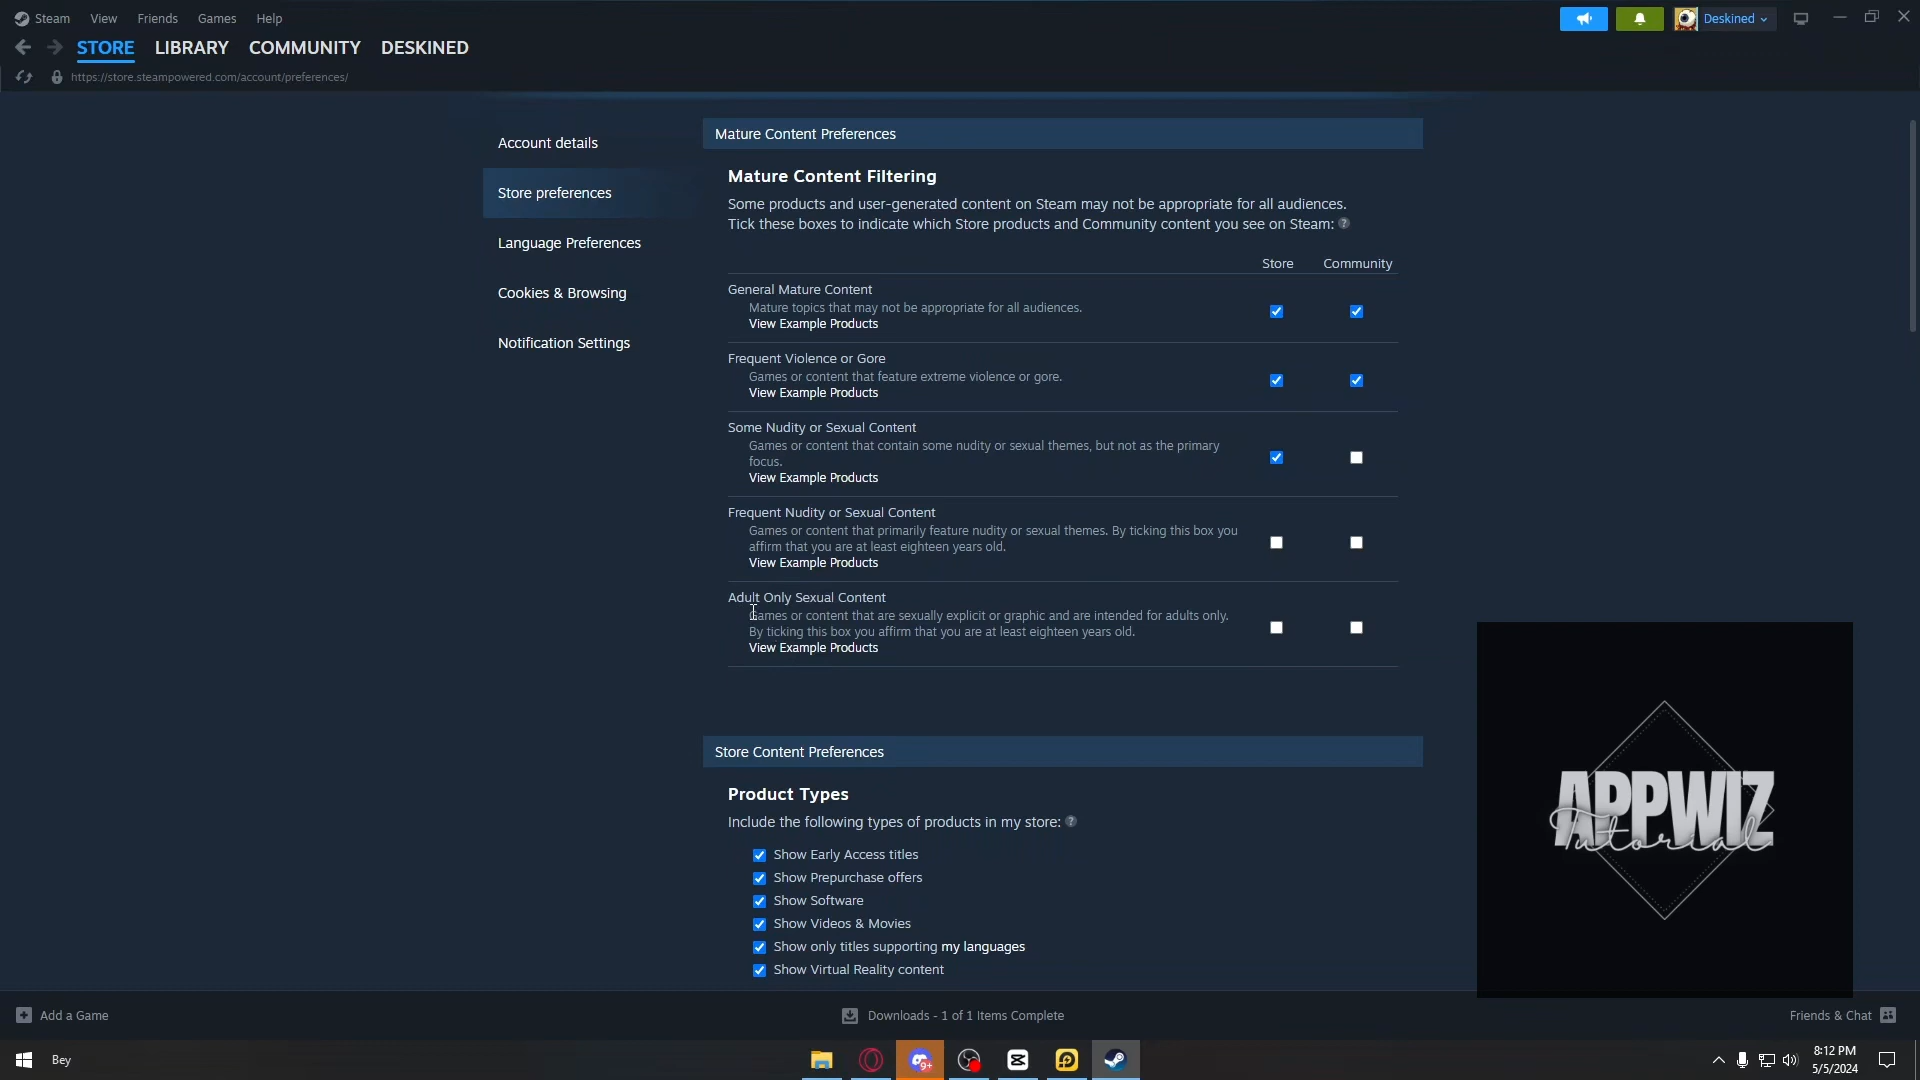 Steam View Friends Games Help
Deskined
STORE LIBRARY COMMUNITY DESKINED
https://store.steampowered.com/account/preferences/
Account details
Store preferences
Language Preferences
Cookies & Browsing
Notification Settings
Mature Content Preferences
Mature Content Filtering
Some products and user-generated content on Steam may not be appropriate for all audiences.
Tick these boxes to indicate which Store products and Community content you see on Steam: ?
Store Community
General Mature Content
Mature topics that may not be appropriate for all audiences.
View Example Products
Frequent Violence or Gore
Games or content that feature extreme violence or gore.
View Example Products
Some Nudity or Sexual Content
Games or content that contain some nudity or sexual themes, but not as the primary
focus.
View Example Products
Frequent Nudity or Sexual Content
Games or content that primarily feature nudity or sexual themes. By ticking this box you
affirm that you are at least eighteen years old.
View Example Products
Adult Only Sexual Content
Games or content that are sexually explicit or graphic and are intended for adults only.
By ticking this box you affirm that you are at least eighteen years old.
View Example Products
Store Content Preferences
Product Types
Include the following types of products in my store: ?
Show Early Access titles
Show Prepurchase offers
Show Software
Show Videos & Movies
Show only titles supporting my languages
Show Virtual Reality content
APPWIZ
Tutorial
Add a Game
Downloads - 1 of 1 Items Complete
Friends & Chat
Bey
9+
8:12 PM
5/5/2024